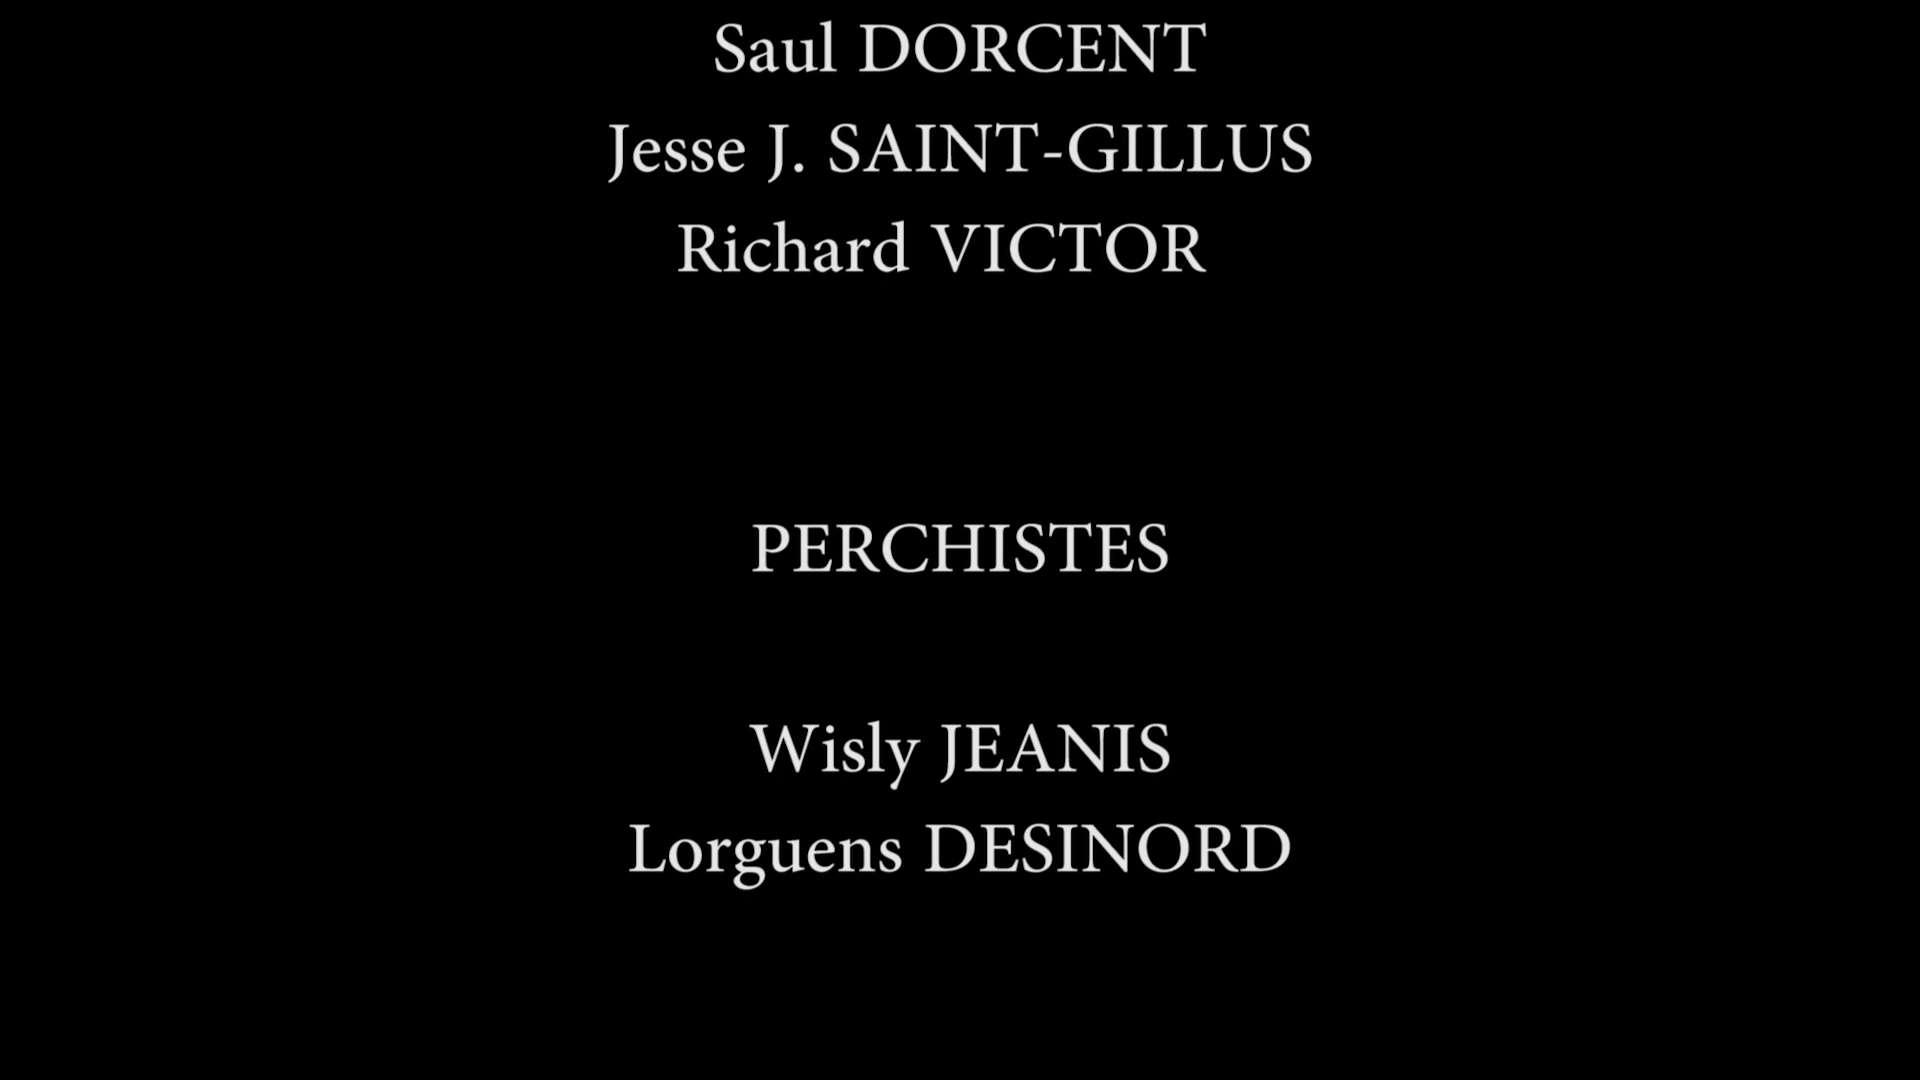 Saul DORCENT
Jesse J. SAINT-GILLUS
Richard VICTOR
PERCHISTES
Wisly JEANIS
Lorguens DESINORD